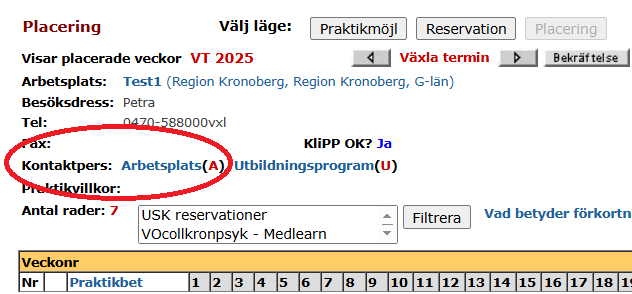 Placering Välj läge: Praktikmöjl Reservation Placering
Visar placerade veckor VT 2025 Växla termin Bekräftelse
Arbetsplats: Test1 (Region Kronoberg, Region Kronoberg, G-län)
Besöksdress: Petra
Tel: 0470-588000vxl
Fax: KliPP OK? Ja
Kontaktpers: Arbetsplats(A) Utbildningsprogram(U)
Praktikvillkor:
Antal rader: 7 USK reservationer Filtrera Vad betyder förkortn
VOcollkronpsyk - Medlearn
Veckonr
Nr Praktikbet 1 2 3 4 5 6 7 8 9 10 11 12 13 14 15 16 17 18 19